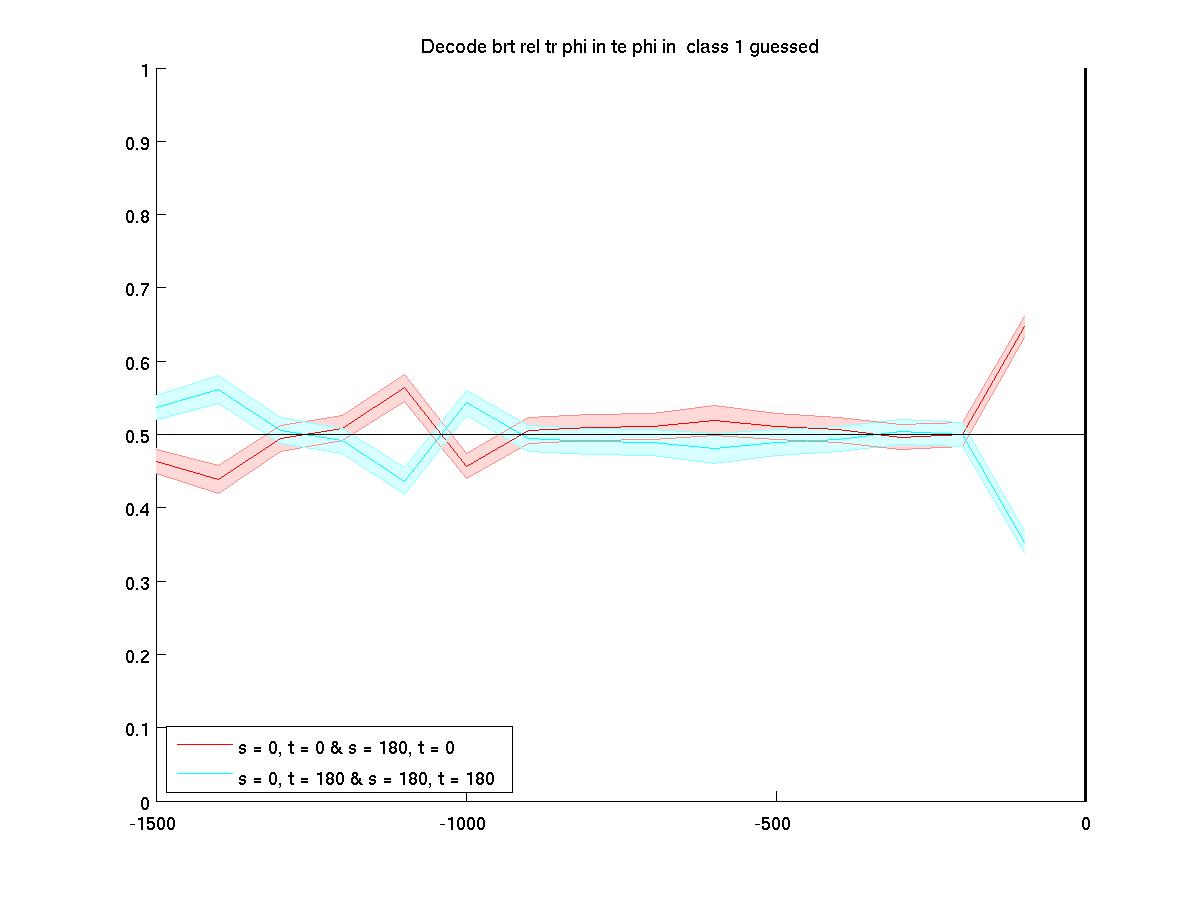 Decode brt rel tr phi in te phi in  class 1 guessed
1
0.9
0.8
0.7
0.6
0.5
0.4
0.3
0.2
0.1
0
s = 0, t = 0 & s = 180, t = 0
s = 0, t = 180 & s = 180, t = 180
-1500 -1000 -500 0